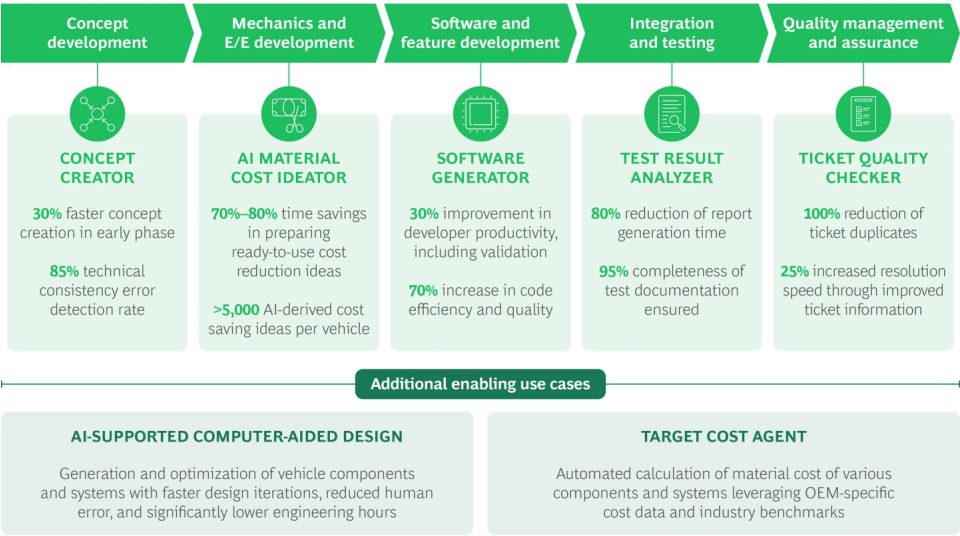 Concept
development
Mechanics and
E/E development
Software and
feature development
Integration
and testing
Quality management
and assurance
CONCEPT
CREATOR
30% faster concept
creation in early phase
85% technical
consistency error
detection rate
AI MATERIAL
COST IDEATOR
70%–80% time savings
in preparing
ready-to-use cost
reduction ideas
>5,000 AI-derived cost
saving ideas per vehicle
SOFTWARE
GENERATOR
30% improvement in
developer productivity,
including validation
70% increase in code
efficiency and quality
TEST RESULT
ANALYZER
80% reduction of report
generation time
95% completeness of
test documentation
ensured
TICKET QUALITY
CHECKER
100% reduction of
ticket duplicates
25% increased resolution
speed through improved
ticket information
Additional enabling use cases
AI-SUPPORTED COMPUTER-AIDED DESIGN
Generation and optimization of vehicle components
and systems with faster design iterations, reduced human
error, and significantly lower engineering hours
TARGET COST AGENT
Automated calculation of material cost of various
components and systems leveraging OEM-specific
cost data and industry benchmarks